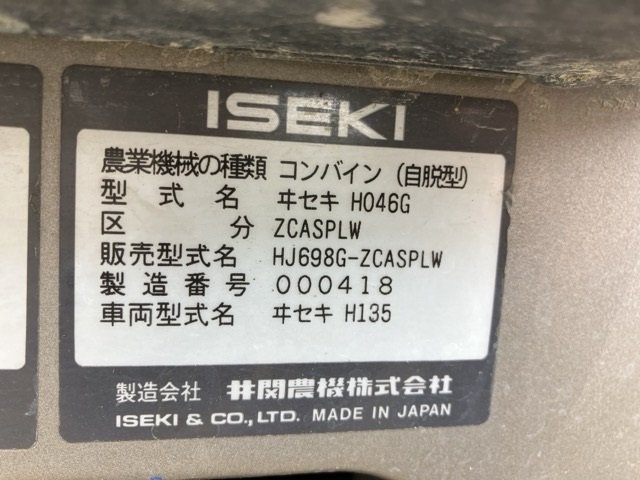 ISEKI
農業機械の種類 コンバイン (自脱型)
型式名 ヰセキ HO46G
区分 ZCASPLW
販売型式名 HJ698G-ZCASPLW
製造番号 000418
車両型式名 ヰセキ H135
製造会社 井関農機株式会社
ISEKI & CO., LTD. MADE IN JAPAN